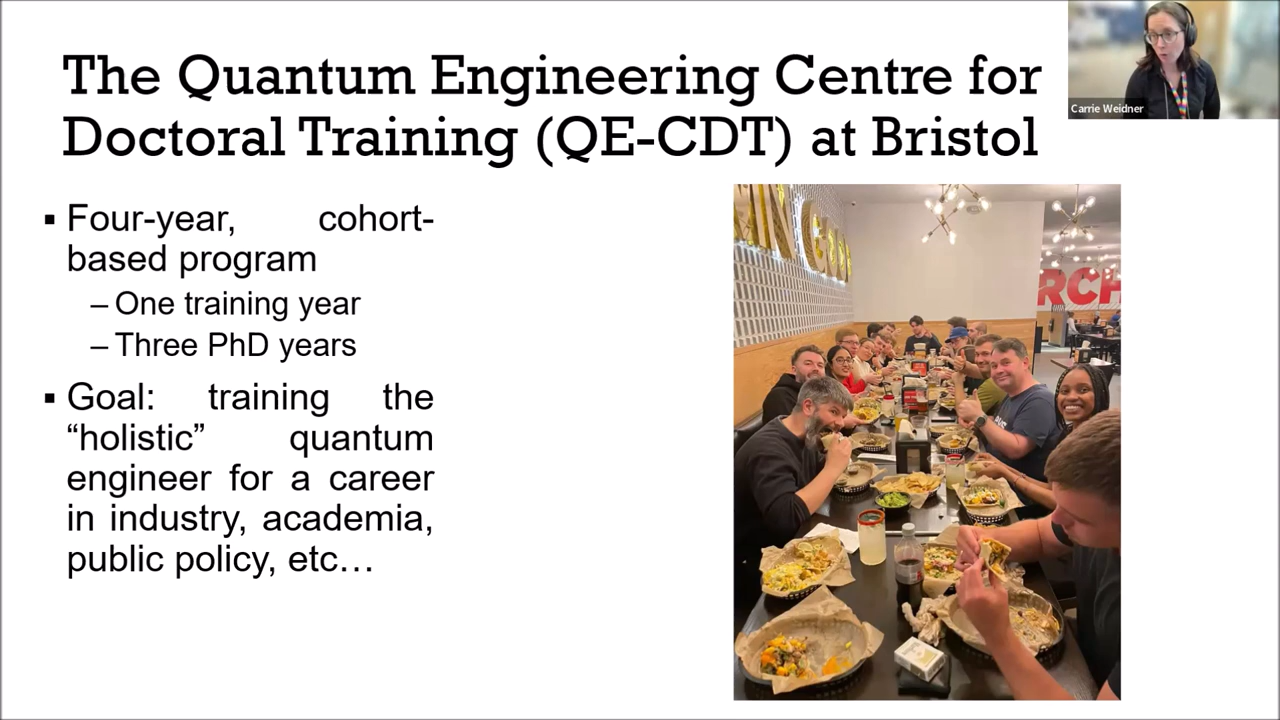 The Quantum Engineering Centre for
Doctoral Training (QE-CDT) at Bristol
Carrie Weidner
▪ Four-year, cohort-
based program
– One training year
– Three PhD years
▪ Goal: training the
“holistic” quantum
engineer for a career
in industry, academia,
public policy, etc…
RCH